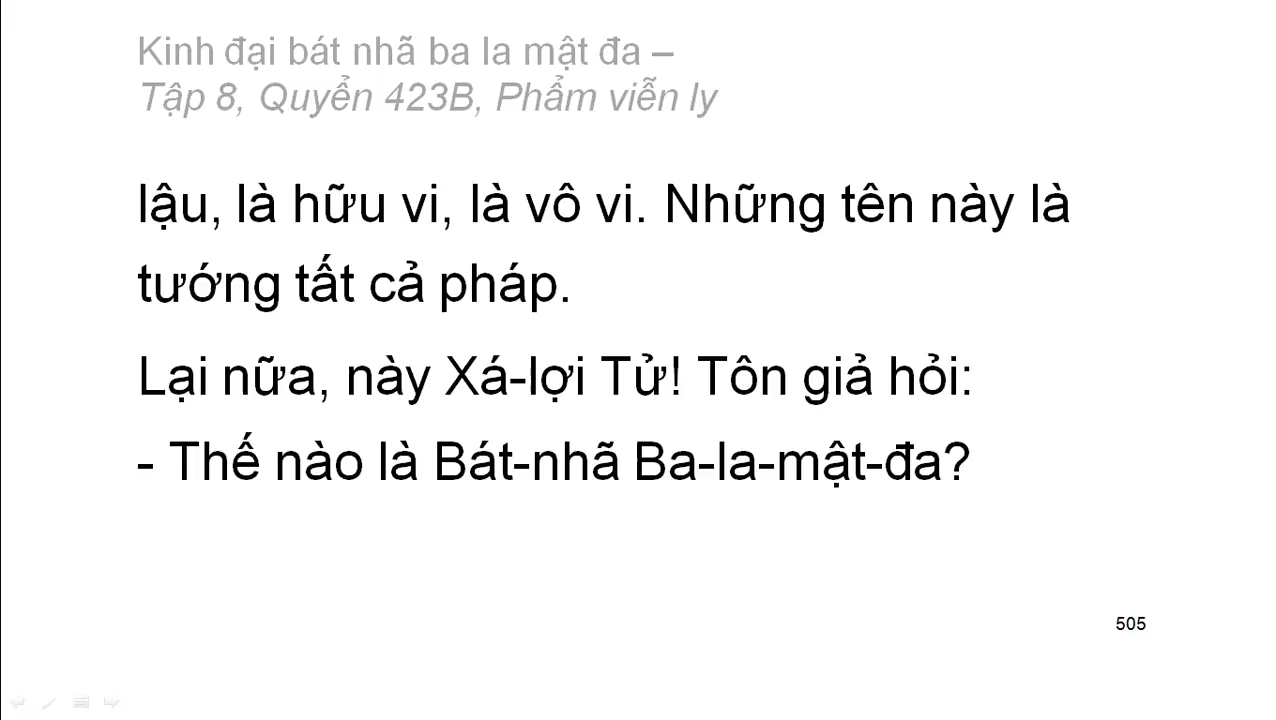 Kinh đại bát nhã ba la mật đa –
Tập 8, Quyển 423B, Phẩm viễn ly
lậu, là hữu vi, là vô vi. Những tên này là
tướng tất cả pháp.
Lại nữa, này Xá-lợi Tử! Tôn giả hỏi:
- Thế nào là Bát-nhã Ba-la-mật-đa?
505